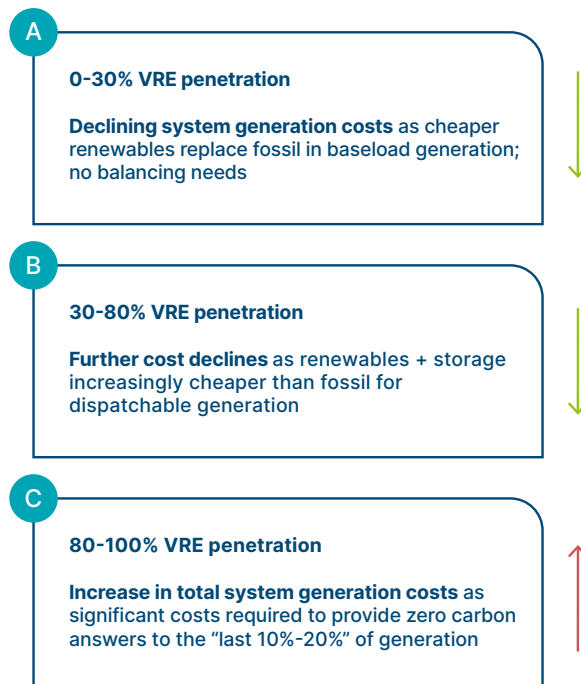 A
0-30% VRE penetration
Declining system generation costs as cheaper
renewables replace fossil in baseload generation;
no balancing needs
B
30-80% VRE penetration
Further cost declines as renewables + storage
increasingly cheaper than fossil for
dispatchable generation
C
80-100% VRE penetration
Increase in total system generation costs as
significant costs required to provide zero carbon
answers to the “last 10%-20%” of generation